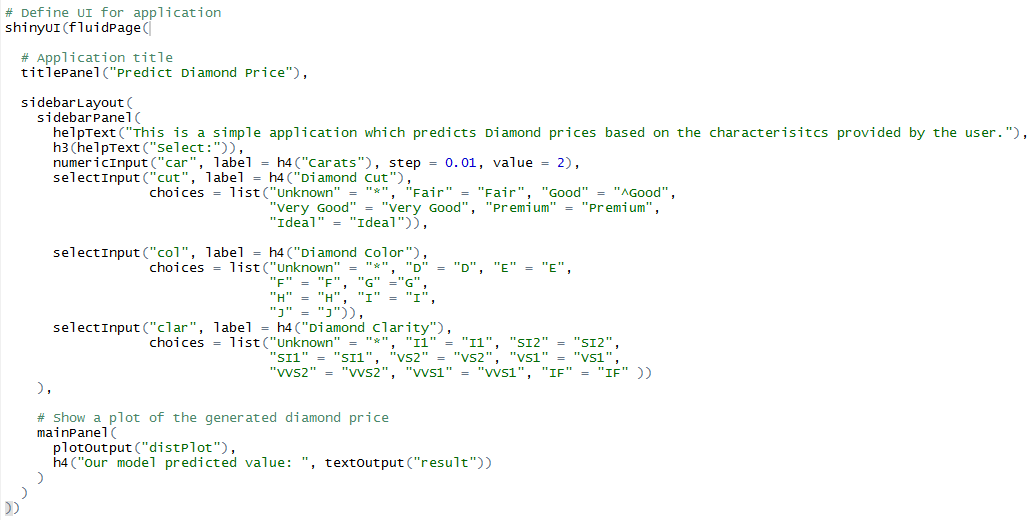 # Define UI for application
shinyUI(fluidPage(
# Application title
titlePanel("Predict Diamond Price"),
sidebarLayout(
sidebarPanel(
helpText("This is a simple application which predicts Diamond prices based on the characterisitcs provided by the user."),
h3(helpText("Select:")),
numericInput("car", label = h4("Carats"), step = 0.01, value = 2),
selectInput("cut", label = h4("Diamond Cut"),
choices = list("Unknown" = "*", "Fair" = "Fair", "Good" = "^Good",
"Very Good" = "Very Good", "Premium" = "Premium",
"Ideal" = "Ideal")),
selectInput("col", label = h4("Diamond Color"),
choices = list("Unknown" = "*", "D" = "D", "E" = "E",
"F" = "F", "G" ="G",
"H" = "H", "I" = "I",
"J" = "J")),
selectInput("clar", label = h4("Diamond Clarity"),
choices = list("Unknown" = "*", "I1" = "I1", "SI2" = "SI2",
"SI1" = "SI1", "VS2" = "VS2", "VS1" = "VS1",
"VVS2" = "VVS2", "VVS1" = "VVS1", "IF" = "IF" ))
),
# Show a plot of the generated diamond price
mainPanel(
plotOutput("distPlot"),
h4("Our model predicted value: ", textOutput("result"))
)
)
))